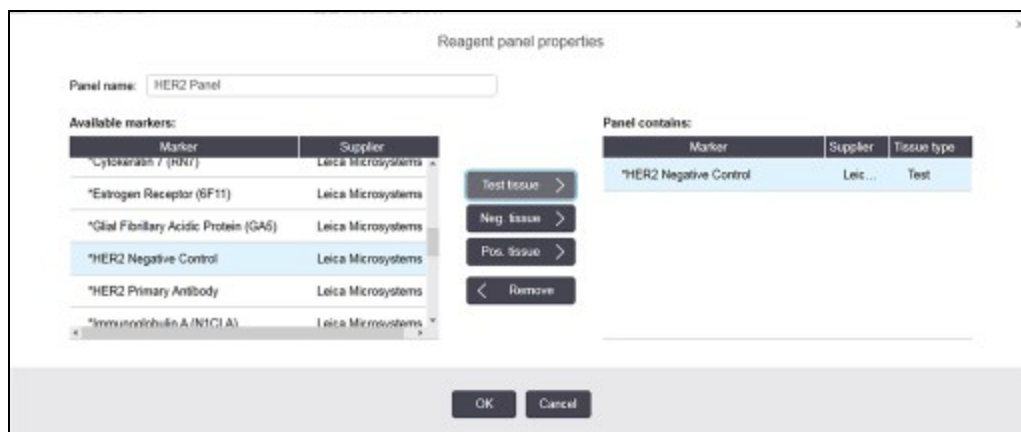 Reagent panel properties
Panel name: HER2 Panel
Available markers:
Panel contains:
Marker Supplier
Marker Supplier Tissue type
*Cytokeratin 7 (RN7) Leica Microsystems
*HER2 Negative Control Leic... Test
*Estrogen Receptor (6F11) Leica Microsystems
*Glial Fibrillary Acidic Protein (GA5) Leica Microsystems
*HER2 Negative Control Leica Microsystems
*HER2 Primary Antibody Leica Microsystems
*Immunoglobulin A (N1CLA) Leica Microsystems
Test tissue >
Neg. tissue >
Pos. tissue >
< Remove
OK Cancel